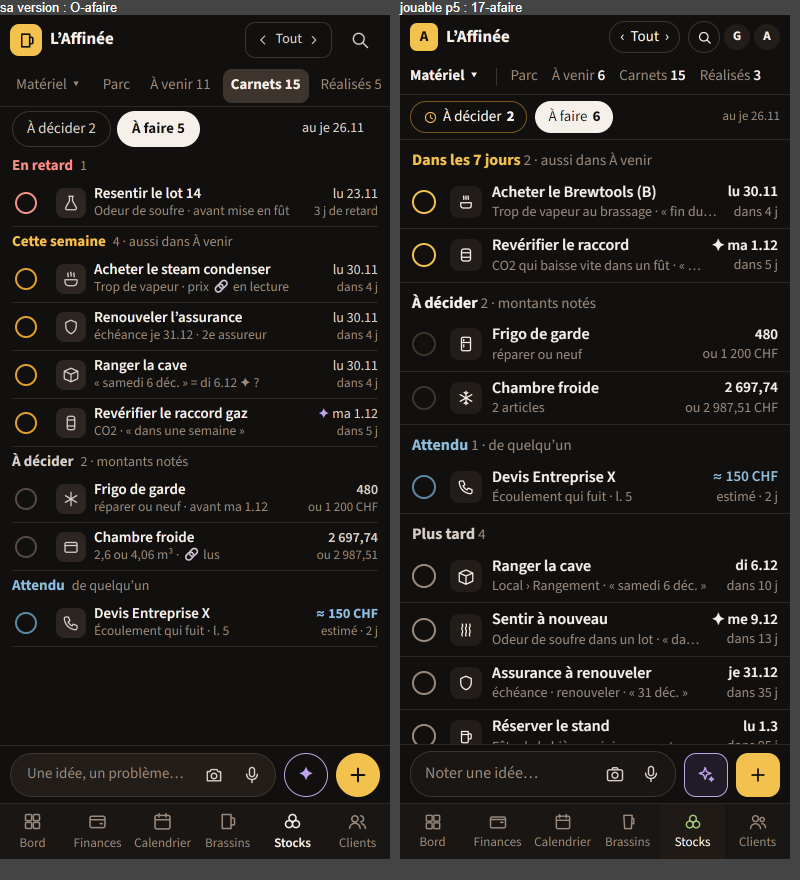 sa version : O-afaire
L'Affinée
Tout
Matériel ▾ Parc À venir 11 Carnets 15 Réalisés 5
À décider 2 À faire 5 au je 26.11
En retard 1
Resentir le lot 14 lu 23.11
Odeur de soufre · avant mise en fût 3 j de retard
Cette semaine 4 · aussi dans À venir
Acheter le steam condenser lu 30.11
Trop de vapeur · prix 🔗 en lecture dans 4 j
Renouveler l'assurance lu 30.11
échéance je 31.12 · 2e assureur dans 4 j
Ranger la cave lu 30.11
« samedi 6 déc. » = di 6.12 ✦ ? dans 4 j
Revérifier le raccord gaz ✦ ma 1.12
CO2 · « dans une semaine » dans 5 j
À décider 2 · montants notés
Frigo de garde 480
réparer ou neuf · avant ma 1.12 ou 1 200 CHF
Chambre froide 2 697,74
2,6 ou 4,06 m³ · 🔗 lus ou 2 987,51
Attendu de quelqu'un
Devis Entreprise X ≈ 150 CHF
Écoulement qui fuit · l. 5 estimé · 2 j
Une idée, un problème…
Bord Finances Calendrier Brassins Stocks Clients
jouable p5 : 17-afaire
A L'Affinée ‹ Tout › G A
Matériel ▾ Parc À venir 6 Carnets 15 Réalisés 3
À décider 2 À faire 6 au je 26.11
Dans les 7 jours 2 · aussi dans À venir
Acheter le Brewtools (B) lu 30.11
Trop de vapeur au brassage · « fin du… dans 4 j
Revérifier le raccord ✦ ma 1.12
CO2 qui baisse vite dans un fût · « … dans 5 j
À décider 2 · montants notés
Frigo de garde 480
réparer ou neuf ou 1 200 CHF
Chambre froide 2 697,74
2 articles ou 2 987,51 CHF
Attendu 1 · de quelqu'un
Devis Entreprise X ≈ 150 CHF
Écoulement qui fuit · l. 5 estimé · 2 j
Plus tard 4
Ranger la cave di 6.12
Local › Rangement · « samedi 6 déc. » dans 10 j
Sentir à nouveau ✦ me 9.12
Odeur de soufre dans un lot · « da… dans 13 j
Assurance à renouveler je 31.12
échéance · renouveler · « 31 déc. » dans 35 j
Réserver le stand lu 1.3
Noter une idée…
Bord Finances Calendrier Brassins Stocks Clients